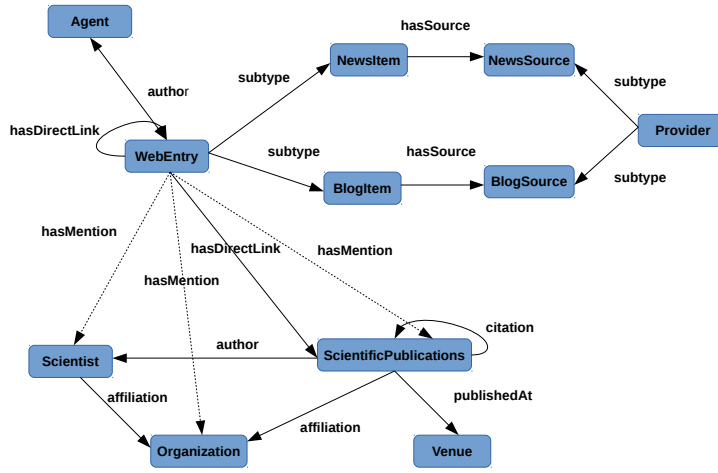 Agent
hasSource
NewsItem
NewsSource
subtype
subtype
author
hasDirectLink
Provider
WebEntry
subtype
hasSource
BlogItem
BlogSource
subtype
hasMention
hasDirectLink
hasMention
hasMention
citation
author
Scientist
ScientificPublications
affiliation
publishedAt
affiliation
Organization
Venue